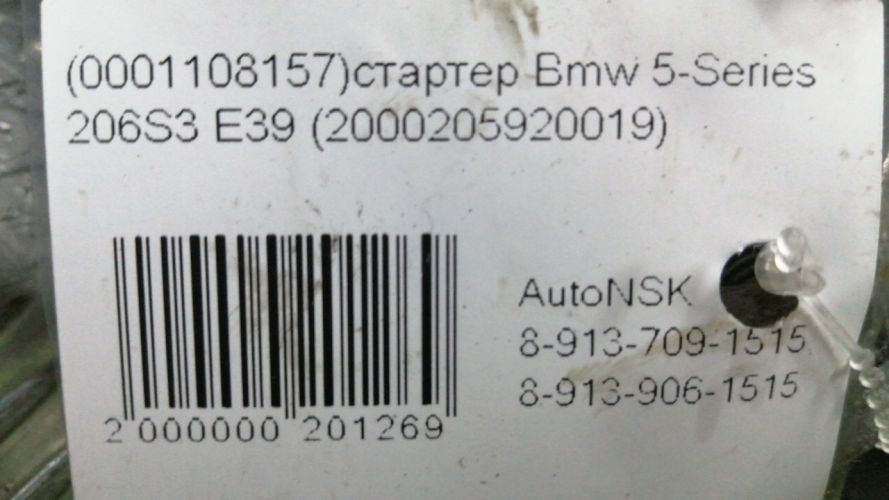 (0001108157)стартер Bmw 5-Series
206S3 E39 (2000205920019)
AutoNSK
8-913-709-1515
8-913-906-1515
2 000000 201269